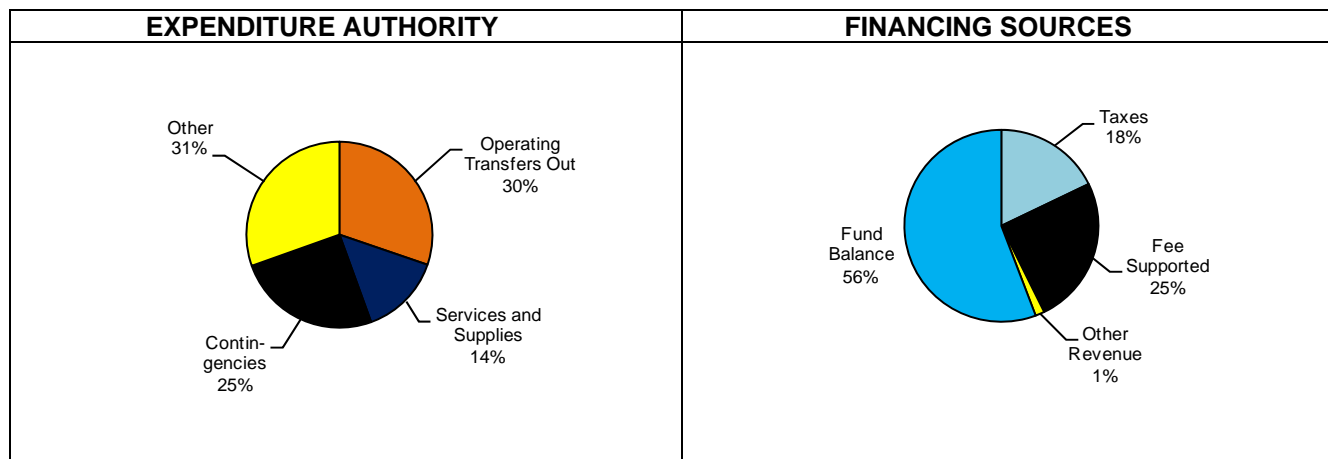 EXPENDITURE AUTHORITY
Other
31%
Operating
Transfers Out
30%
Services and
Supplies
14%
Contin-
gencies
25%
FINANCING SOURCES
Taxes
18%
Fee
Supported
25%
Other
Revenue
1%
Fund
Balance
56%